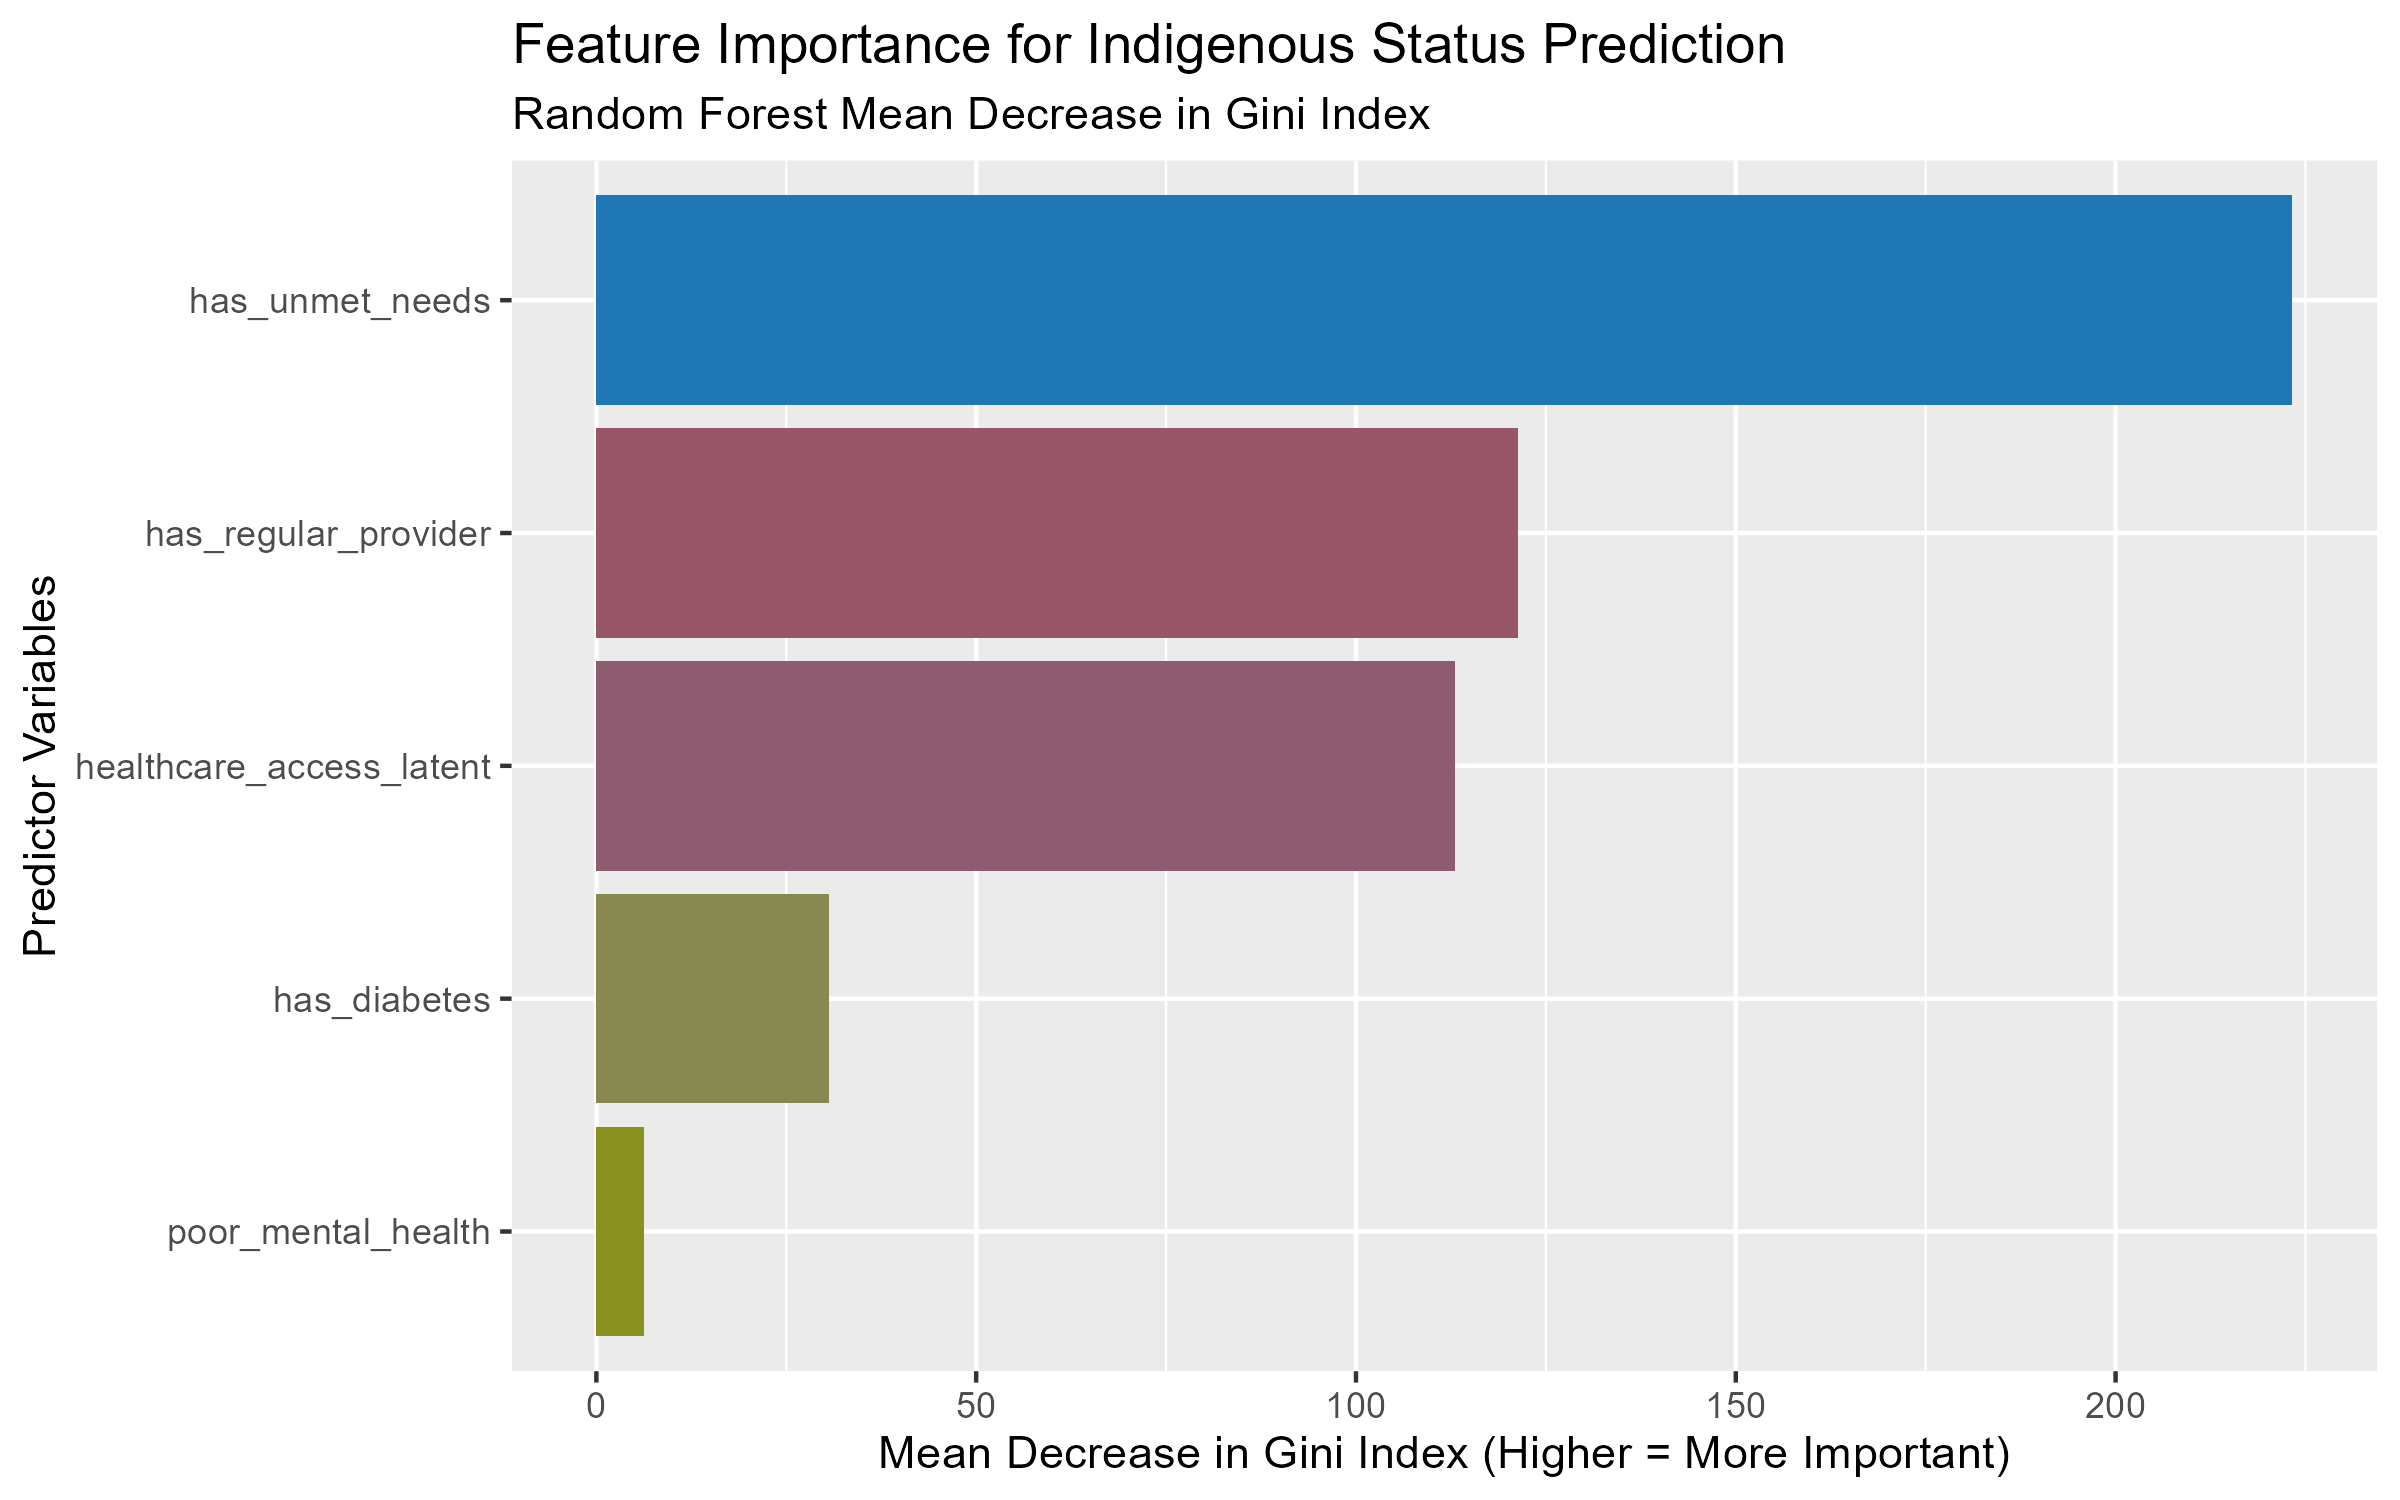 Feature Importance for Indigenous Status Prediction
Random Forest Mean Decrease in Gini Index
Predictor Variables
has_unmet_needs
has_regular_provider
healthcare_access_latent
has_diabetes
poor_mental_health
0 50 100 150 200
Mean Decrease in Gini Index (Higher = More Important)